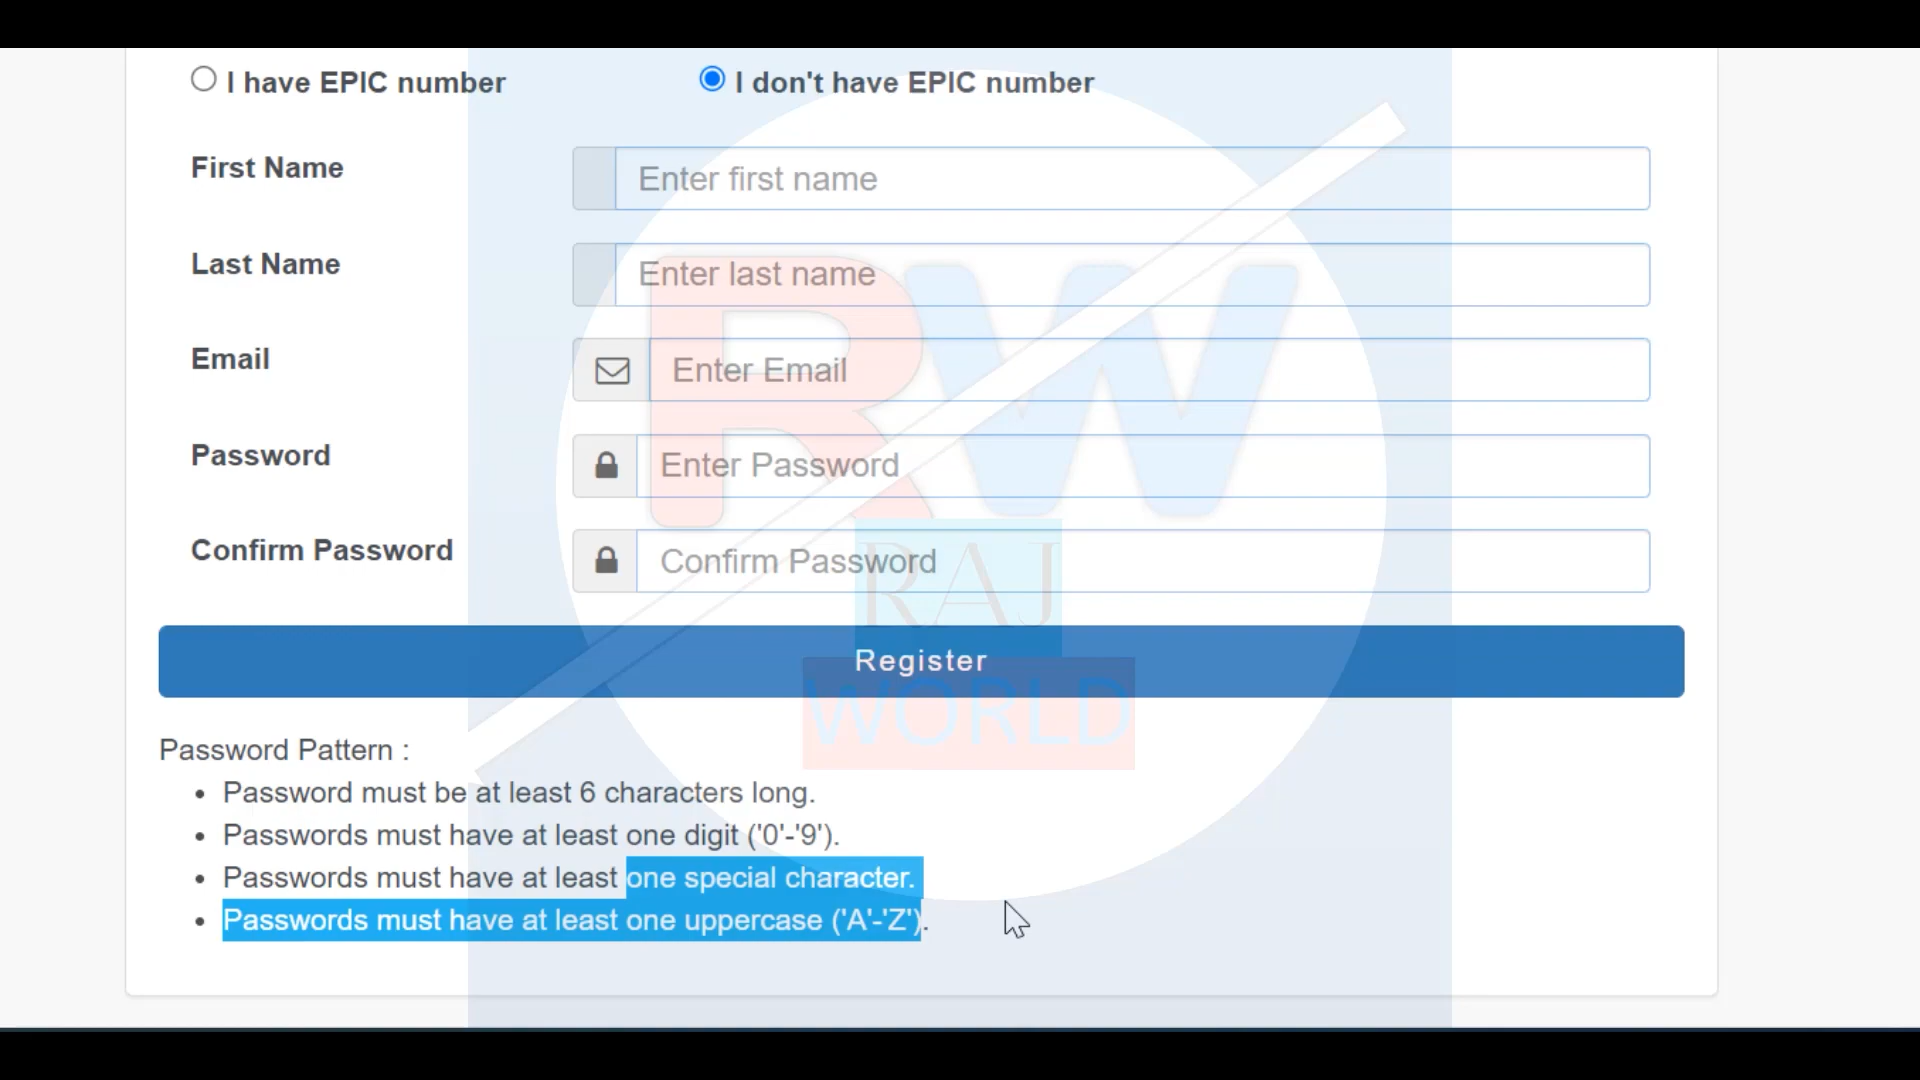 I have EPIC number I don't have EPIC number
First Name Enter first name
Last Name Enter last name
Email Enter Email
Password Enter Password
Confirm Password Confirm Password
Register
RW
RAJ
WORLD
Password Pattern :
Password must be at least 6 characters long.
Passwords must have at least one digit ('0'-'9').
Passwords must have at least one special character.
Passwords must have at least one uppercase ('A'-'Z').